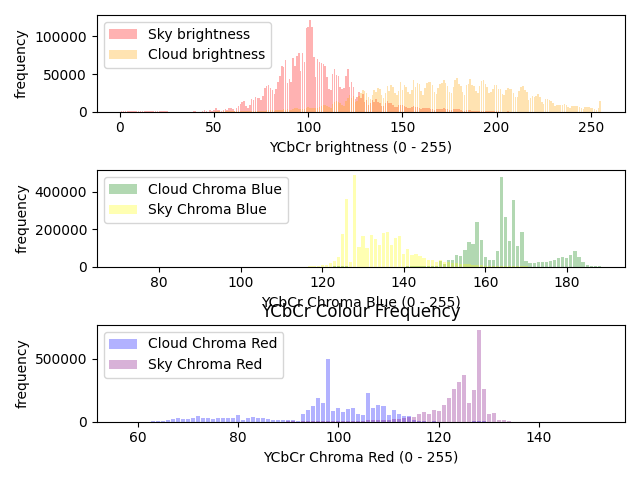 frequency
100000
50000
0
Sky brightness
Cloud brightness
0 50 100 150 200 250
YCbCr brightness (0 - 255)
frequency
400000
200000
0
Cloud Chroma Blue
Sky Chroma Blue
80 100 120 140 160 180
YCbCr Chroma Blue (0 - 255)
YCbCr Colour Frequency
frequency
500000
0
Cloud Chroma Red
Sky Chroma Red
60 80 100 120 140
YCbCr Chroma Red (0 - 255)